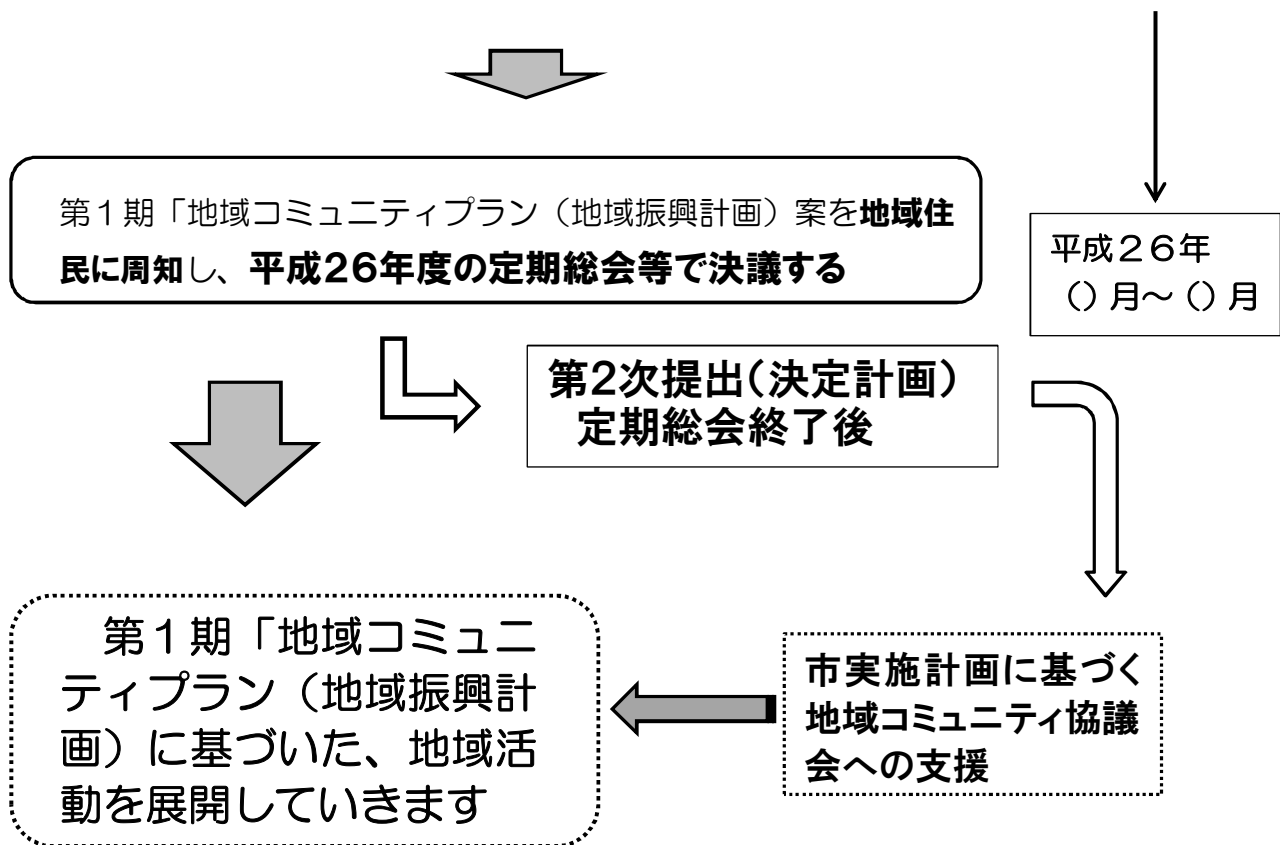 第１期「地域コミュニティプラン（地域振興計画）案を地域住
民に周知し、平成26年度の定期総会等で決議する
平成２６年
（）月～（）月
第2次提出（決定計画）
定期総会終了後
第１期「地域コミュニ
ティプラン（地域振興計
画）に基づいた、地域活
動を展開していきます
市実施計画に基づく
地域コミュニティ協議
会への支援